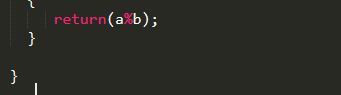 {
return(a%b);
}
}